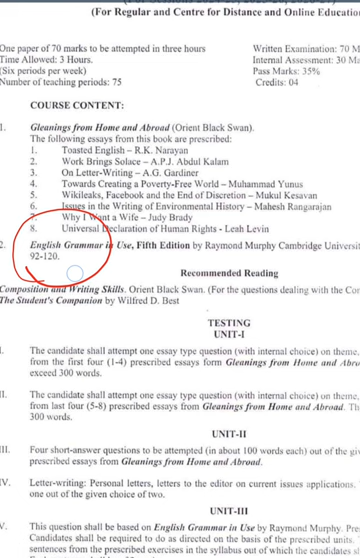 (For Regular and Centre for Distance and Online Education
One paper of 70 marks to be attempted in three hours
Written Examination: 70 M
Time Allowed: 3 Hours.
Internal Assessment: 30 Ma
(Six periods per week)
Pass Marks: 35%
Number of teaching periods: 75
Credits: 04
COURSE CONTENT:
1. Gleanings from Home and Abroad (Orient Black Swan).
The following essays from this book are prescribed:
1. Toasted English – R.K. Narayan
2. Work Brings Solace – A.P.J. Abdul Kalam
3. On Letter-Writing – A.G. Gardiner
4. Towards Creating a Poverty-Free World – Muhammad Yunus
5. Wikileaks, Facebook and the End of Discretion – Mukul Kesavan
6. Issues in the Writing of Environmental History – Mahesh Rangarajan
7. Why I Want a Wife – Judy Brady
8. Universal Declaration of Human Rights - Leah Levin
2. English Grammar in Use, Fifth Edition by Raymond Murphy Cambridge Universit
92-120.
Recommended Reading
Composition and Writing Skills. Orient Black Swan. (For the questions dealing with the Com
The Student's Companion by Wilfred D. Best
TESTING
UNIT-I
I. The candidate shall attempt one essay type question (with internal choice) on theme,
from the first four (1-4) prescribed essays form Gleanings from Home and Abro
exceed 300 words.
II. The candidate shall attempt one essay type question (with internal choice) on theme,
from last four (5-8) prescribed essays from Gleanings from Home and Abroad. Th
300 words.
UNIT-II
III. Four short-answer questions to be attempted (in about 100 words each) out of the giv
prescribed essays from Gleanings from Home and Abroad.
IV. Letter-writing: Personal letters, letters to the editor on current issues applications.
one out of the given choice of two.
UNIT-III
V. This question shall be based on English Grammar in Use by Raymond Murphy. Pre
Candidates shall be required to do as directed on the basis of the prescribed units.
sentences from the prescribed exercises in the syllabus out of which the candidates